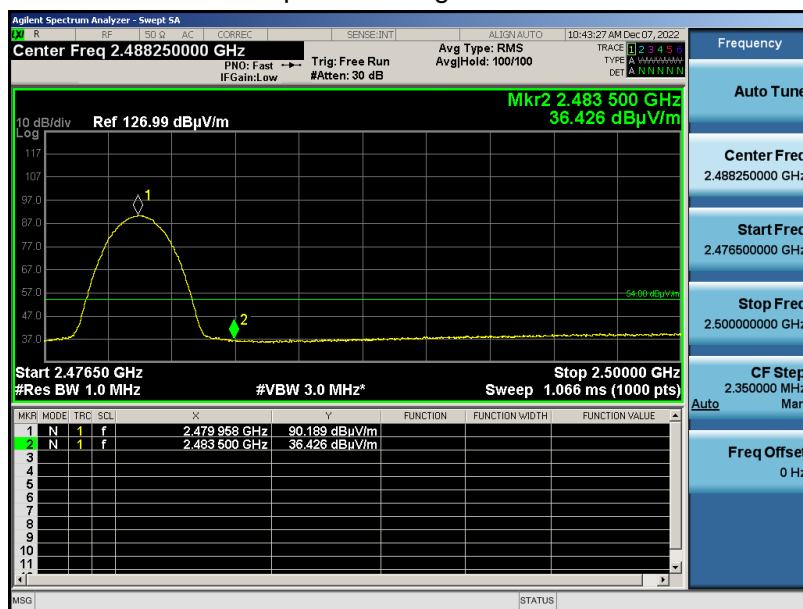 Agilent Spectrum Analyzer - Swept SA
LXI R RF 50 Ω AC CORREC SENSE:INT ALIGN AUTO 10:43:27 AM Dec 07, 2022
Center Freq 2.488250000 GHz
PNO: Fast
IFGain:Low
Trig: Free Run
#Atten: 30 dB
Avg Type: RMS
Avg|Hold: 100/100
TRACE 1 2 3 4 5 6
TYPE A WWWWW
DET A N N N N N
Mkr2 2.483 500 GHz
36.426 dBµV/m
10 dB/div Ref 126.99 dBµV/m
Log
117
107
97.0
87.0
77.0
67.0
57.0
47.0
37.0
1
2
54.00 dBµV/m
Start 2.47650 GHz Stop 2.50000 GHz
#Res BW 1.0 MHz #VBW 3.0 MHz* Sweep 1.066 ms (1000 pts)
MKR MODE TRC SCL X Y FUNCTION FUNCTION WIDTH FUNCTION VALUE
1 N 1 f 2.479 958 GHz 90.189 dBµV/m
2 N 1 f 2.483 500 GHz 36.426 dBµV/m
3
4
5
6
7
8
9
10
11
MSG STATUS
Frequency
Auto Tune
Center Freq
2.488250000 GHz
Start Freq
2.476500000 GHz
Stop Freq
2.500000000 GHz
CF Step
2.350000 MHz
Auto Man
Freq Offset
0 Hz